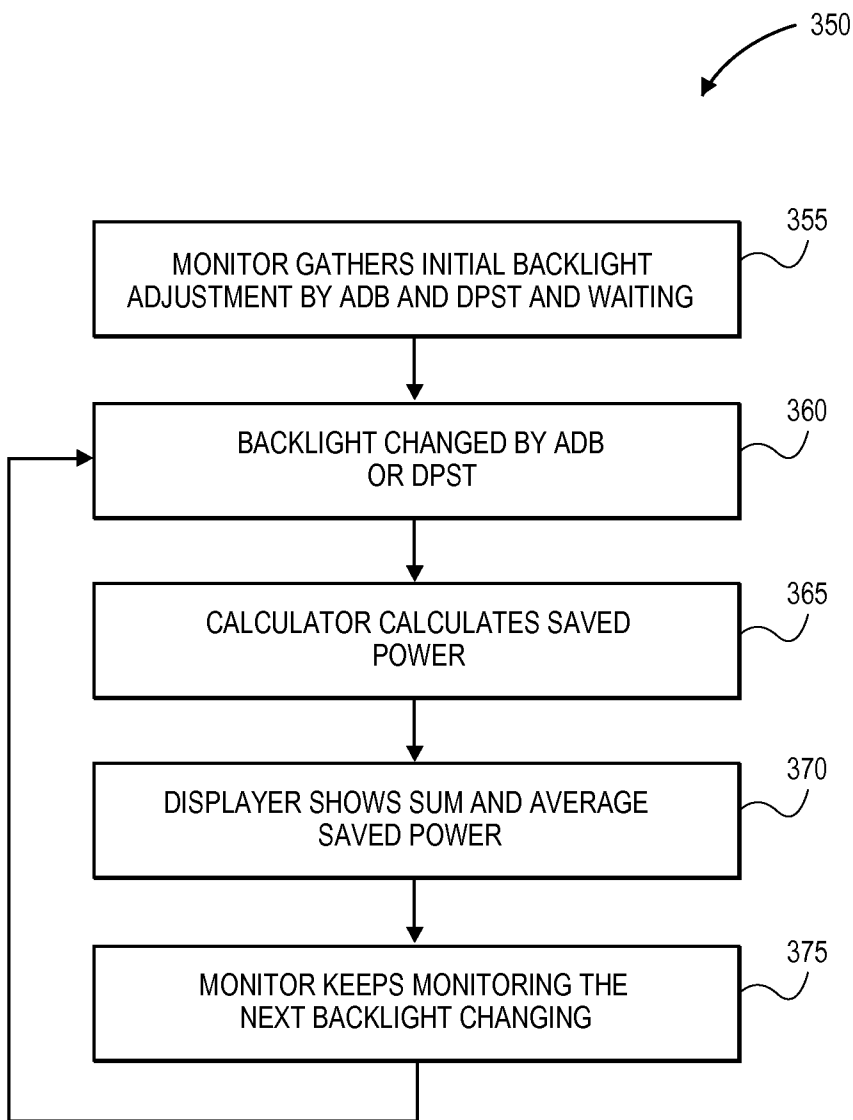 350
355
MONITOR GATHERS INITIAL BACKLIGHT
ADJUSTMENT BY ADB AND DPST AND WAITING
360
BACKLIGHT CHANGED BY ADB
OR DPST
365
CALCULATOR CALCULATES SAVED
POWER
370
DISPLAYER SHOWS SUM AND AVERAGE
SAVED POWER
375
MONITOR KEEPS MONITORING THE
NEXT BACKLIGHT CHANGING